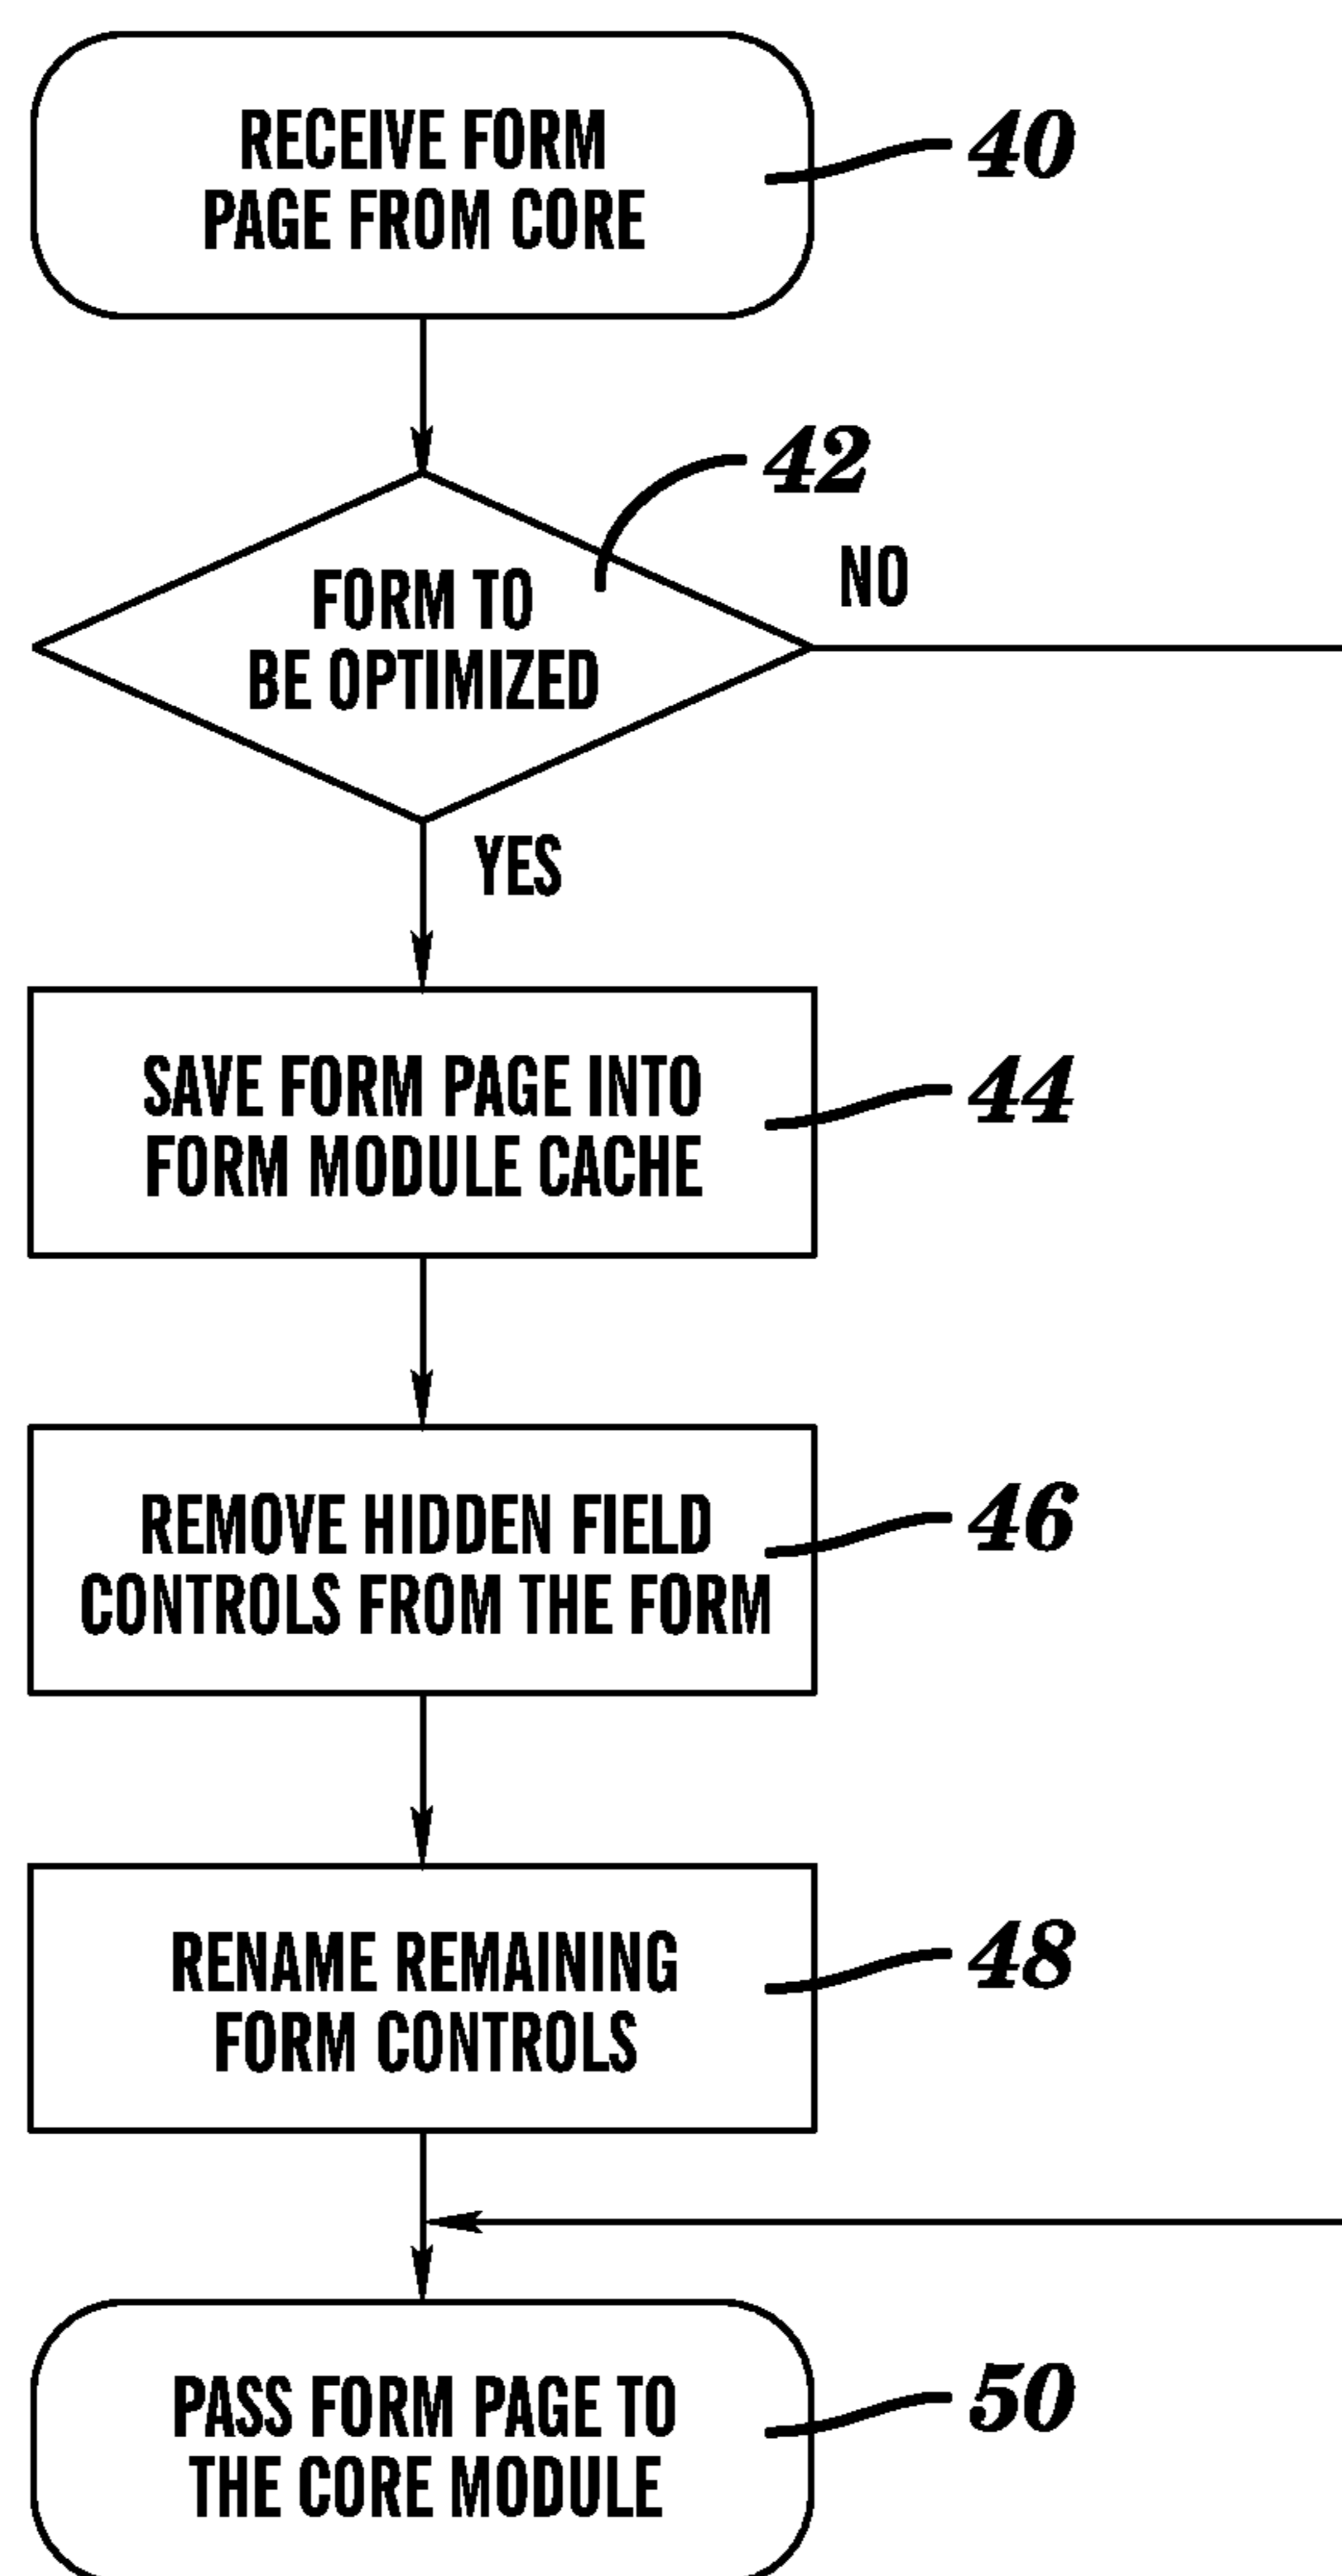 RECEIVE FORM
PAGE FROM CORE
40
42
FORM TO
BE OPTIMIZED
NO
YES
SAVE FORM PAGE INTO
FORM MODULE CACHE
44
REMOVE HIDDEN FIELD
CONTROLS FROM THE FORM
46
RENAME REMAINING
FORM CONTROLS
48
PASS FORM PAGE TO
THE CORE MODULE
50